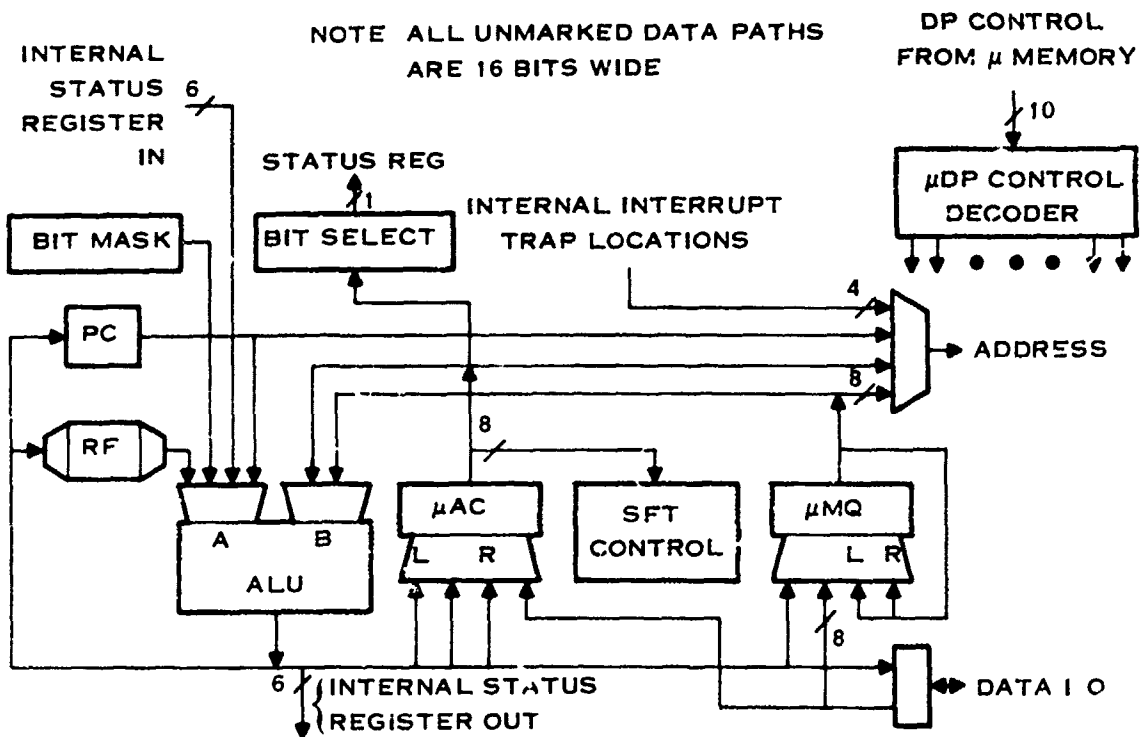 NOTE ALL UNMARKED DATA PATHS
ARE 16 BITS WIDE
DP CONTROL
FROM μ MEMORY
INTERNAL
STATUS
REGISTER
IN
6
10
STATUS REG
1
INTERNAL INTERRUPT
TRAP LOCATIONS
μDP CONTROL
DECODER
BIT MASK
BIT SELECT
4
PC
ADDRESS
8
RF
8
A
B
ALU
μAC
L R
SFT
CONTROL
μMQ
L R
8
6
INTERNAL STATUS
REGISTER OUT
DATA I O